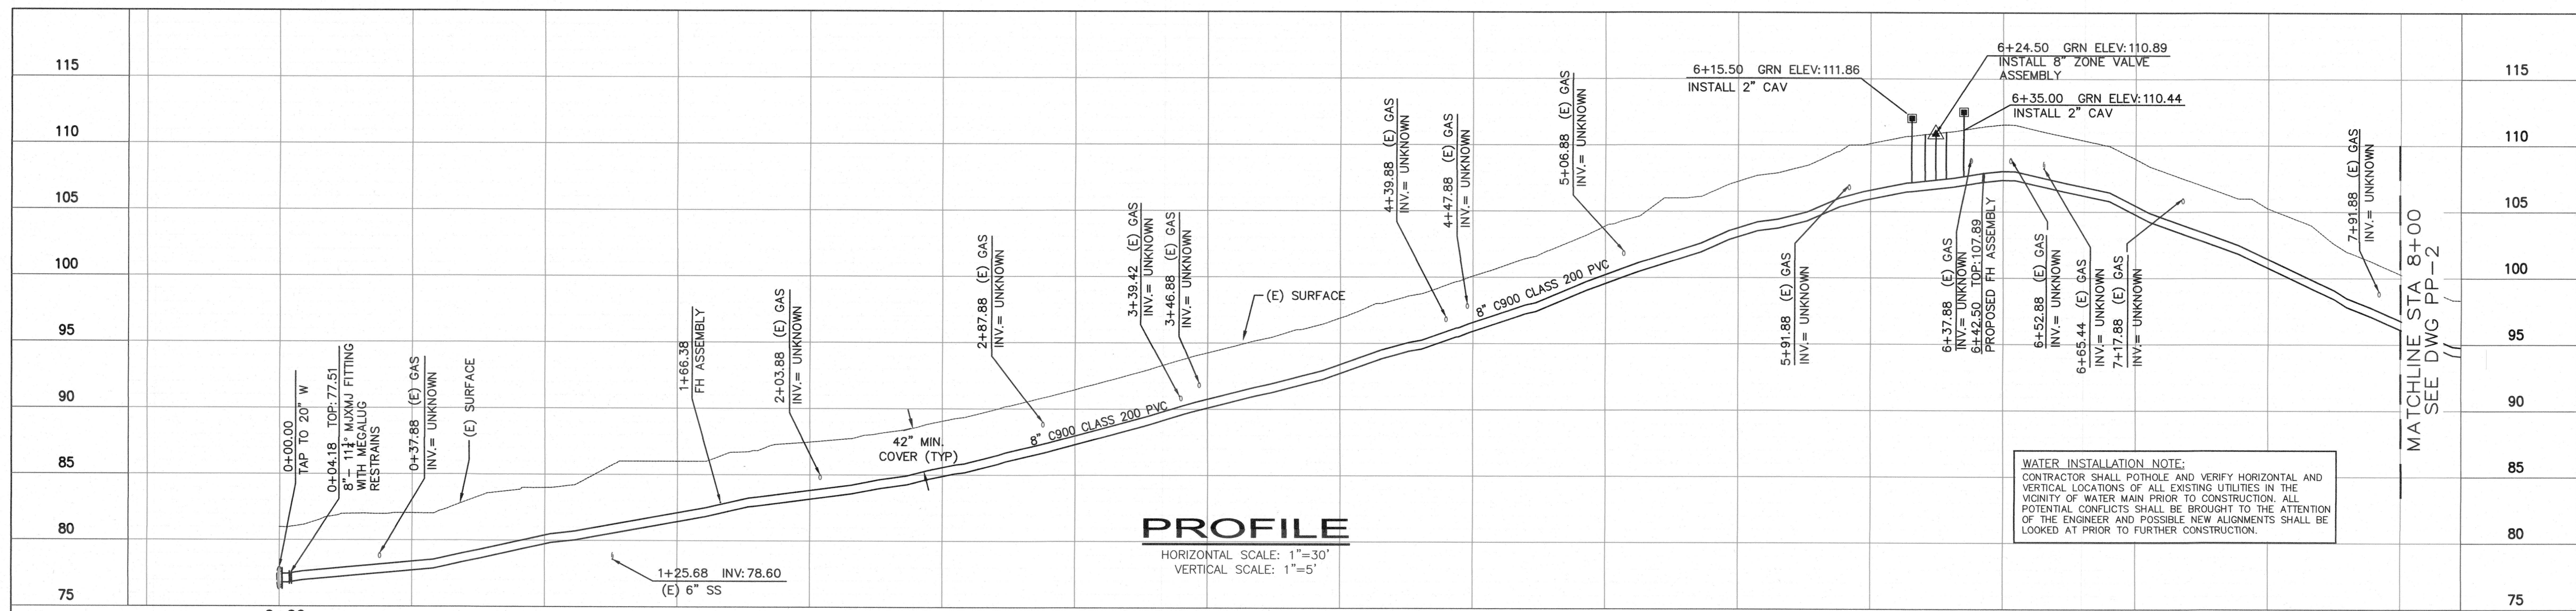 115
110
105
100
95
90
85
80
75
0+00.00
TAP TO 20" W
0+04.18 TOP: 77.51
8" - 11¼° MJXMJ FITTING
WITH MEGALUG
RESTRAINS
0+37.88 (E) GAS
INV.= UNKNOWN
(E) SURFACE
1+25.68 INV: 78.60
(E) 6" SS
1+66.38
FH ASSEMBLY
2+03.88 (E) GAS
INV.= UNKNOWN
42" MIN.
COVER (TYP)
2+87.88 (E) GAS
INV.= UNKNOWN
8" C900 CLASS 200 PVC
3+39.42 (E) GAS
INV.= UNKNOWN
3+46.88 (E) GAS
INV.= UNKNOWN
(E) SURFACE
PROFILE
HORIZONTAL SCALE: 1"=30'
VERTICAL SCALE: 1"=5'
4+39.88 (E) GAS
INV.= UNKNOWN
4+47.88 (E) GAS
INV.= UNKNOWN
8" C900 CLASS 200 PVC
5+06.88 (E) GAS
INV.= UNKNOWN
5+91.88 (E) GAS
INV.= UNKNOWN
6+15.50 GRN ELEV: 111.86
INSTALL 2" CAV
6+24.50 GRN ELEV: 110.89
INSTALL 8" ZONE VALVE
ASSEMBLY
6+35.00 GRN ELEV: 110.44
INSTALL 2" CAV
6+37.88 (E) GAS
INV.= UNKNOWN
6+42.50 TOP: 107.89
PROPOSED FH ASSEMBLY
6+52.88 (E) GAS
INV.= UNKNOWN
6+65.44 (E) GAS
INV.= UNKNOWN
7+17.88 (E) GAS
INV.= UNKNOWN
7+91.88 (E) GAS
INV.= UNKNOWN
MATCHLINE STA 8+00
SEE DWG PP-2
WATER INSTALLATION NOTE:
CONTRACTOR SHALL POTHOLE AND VERIFY HORIZONTAL AND
VERTICAL LOCATIONS OF ALL EXISTING UTILITIES IN THE
VICINITY OF WATER MAIN PRIOR TO CONSTRUCTION. ALL
POTENTIAL CONFLICTS SHALL BE BROUGHT TO THE ATTENTION
OF THE ENGINEER AND POSSIBLE NEW ALIGNMENTS SHALL BE
LOOKED AT PRIOR TO FURTHER CONSTRUCTION.
115
110
105
100
95
90
85
80
75